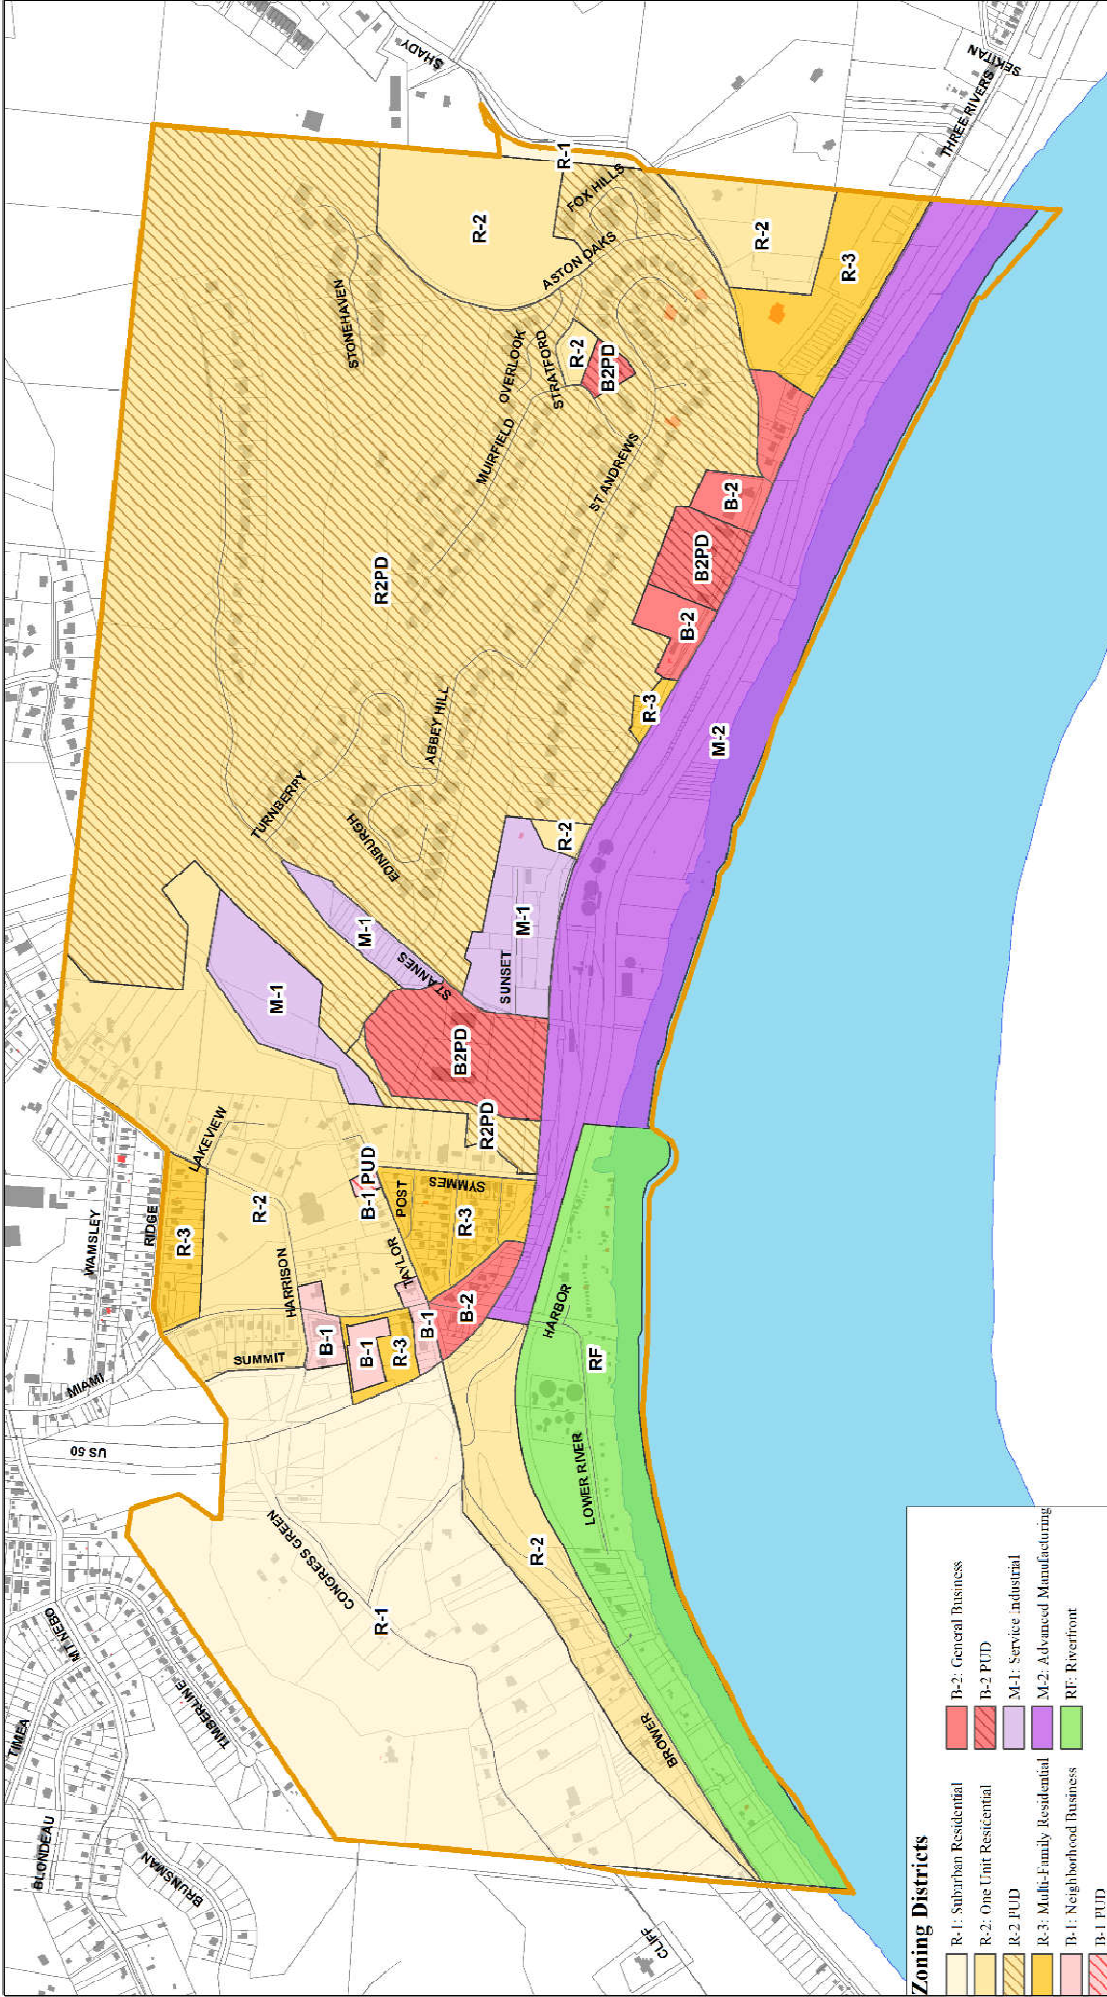 BLONDEAU
TIMEA
MT NEBO
MIAMI
US 50
WAMSLEY
RIDGE
BRUNSMAN
TIMBERLINE
CONGRESS GREEN
SUMMIT
HARRISON
LAKEVIEW
R-3
R-2
R-1
B-1
B-1
R-3
B-1
B-1 PUD
TAYLOR
POST
SYMMES
R-3
B-2
R2PD
B2PD
M-1
M-1
ST ANNES
SUNSET
M-1
R-2
TURNBERRY
EDINBURGH
ABBEY HILL
R2PD
STONEHAVEN
MUIRFIELD
OVERLOOK
STRATFORD
ST ANDREWS
R-2
B2PD
ASTON OAKS
FOX HILLS
R-2
R-1
SHADY
R-2
R-3
R-3
B-2
B2PD
B-2
M-2
THREE RIVERS
SEKITAN
CLIFF
BROWER
R-2
LOWER RIVER
HARBOR
RF
Zoning Districts
R-1: Suburban Residential
R-2: One Unit Residential
R-2 PUD
R-3: Multi-Family Residential
B-1: Neighborhood Business
B-1 PUD
B-2: General Business
B-2 PUD
M-1: Service Industrial
M-2: Advanced Manufacturing
RF: Riverfront